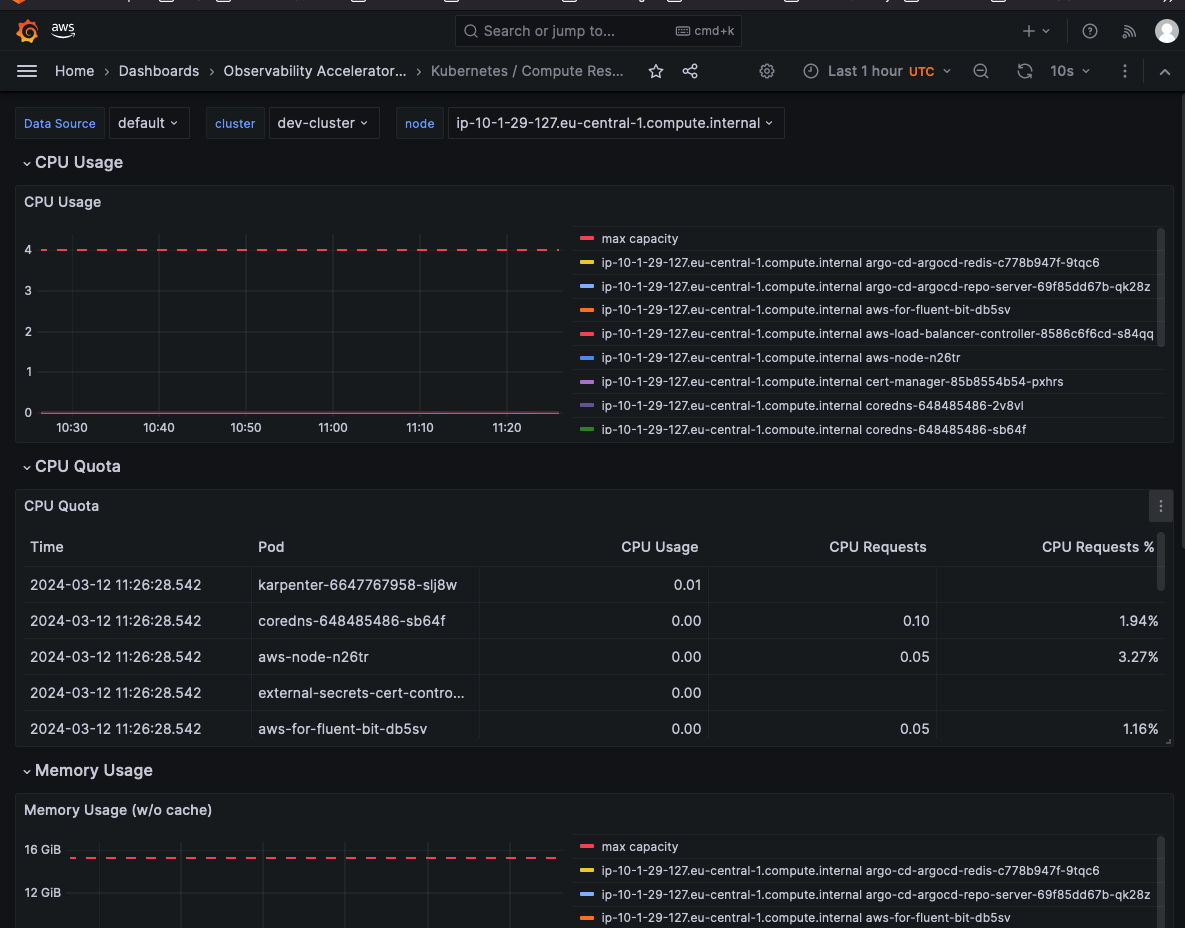 aws
Search or jump to...
cmd+k
Home › Dashboards › Observability Accelerator... › Kubernetes / Compute Res...
Last 1 hour UTC
10s
Data Source default cluster dev-cluster node ip-10-1-29-127.eu-central-1.compute.internal
CPU Usage
CPU Usage
4
3
2
1
0
10:30 10:40 10:50 11:00 11:10 11:20
max capacity
ip-10-1-29-127.eu-central-1.compute.internal argo-cd-argocd-redis-c778b947f-9tqc6
ip-10-1-29-127.eu-central-1.compute.internal argo-cd-argocd-repo-server-69f85dd67b-qk28z
ip-10-1-29-127.eu-central-1.compute.internal aws-for-fluent-bit-db5sv
ip-10-1-29-127.eu-central-1.compute.internal aws-load-balancer-controller-8586c6f6cd-s84qq
ip-10-1-29-127.eu-central-1.compute.internal aws-node-n26tr
ip-10-1-29-127.eu-central-1.compute.internal cert-manager-85b8554b54-pxhrs
ip-10-1-29-127.eu-central-1.compute.internal coredns-648485486-2v8vl
ip-10-1-29-127.eu-central-1.compute.internal coredns-648485486-sb64f
CPU Quota
CPU Quota
Time Pod CPU Usage CPU Requests CPU Requests %
2024-03-12 11:26:28.542 karpenter-6647767958-slj8w 0.01
2024-03-12 11:26:28.542 coredns-648485486-sb64f 0.00 0.10 1.94%
2024-03-12 11:26:28.542 aws-node-n26tr 0.00 0.05 3.27%
2024-03-12 11:26:28.542 external-secrets-cert-contro... 0.00
2024-03-12 11:26:28.542 aws-for-fluent-bit-db5sv 0.00 0.05 1.16%
Memory Usage
Memory Usage (w/o cache)
16 GiB
12 GiB
max capacity
ip-10-1-29-127.eu-central-1.compute.internal argo-cd-argocd-redis-c778b947f-9tqc6
ip-10-1-29-127.eu-central-1.compute.internal argo-cd-argocd-repo-server-69f85dd67b-qk28z
ip-10-1-29-127.eu-central-1.compute.internal aws-for-fluent-bit-db5sv